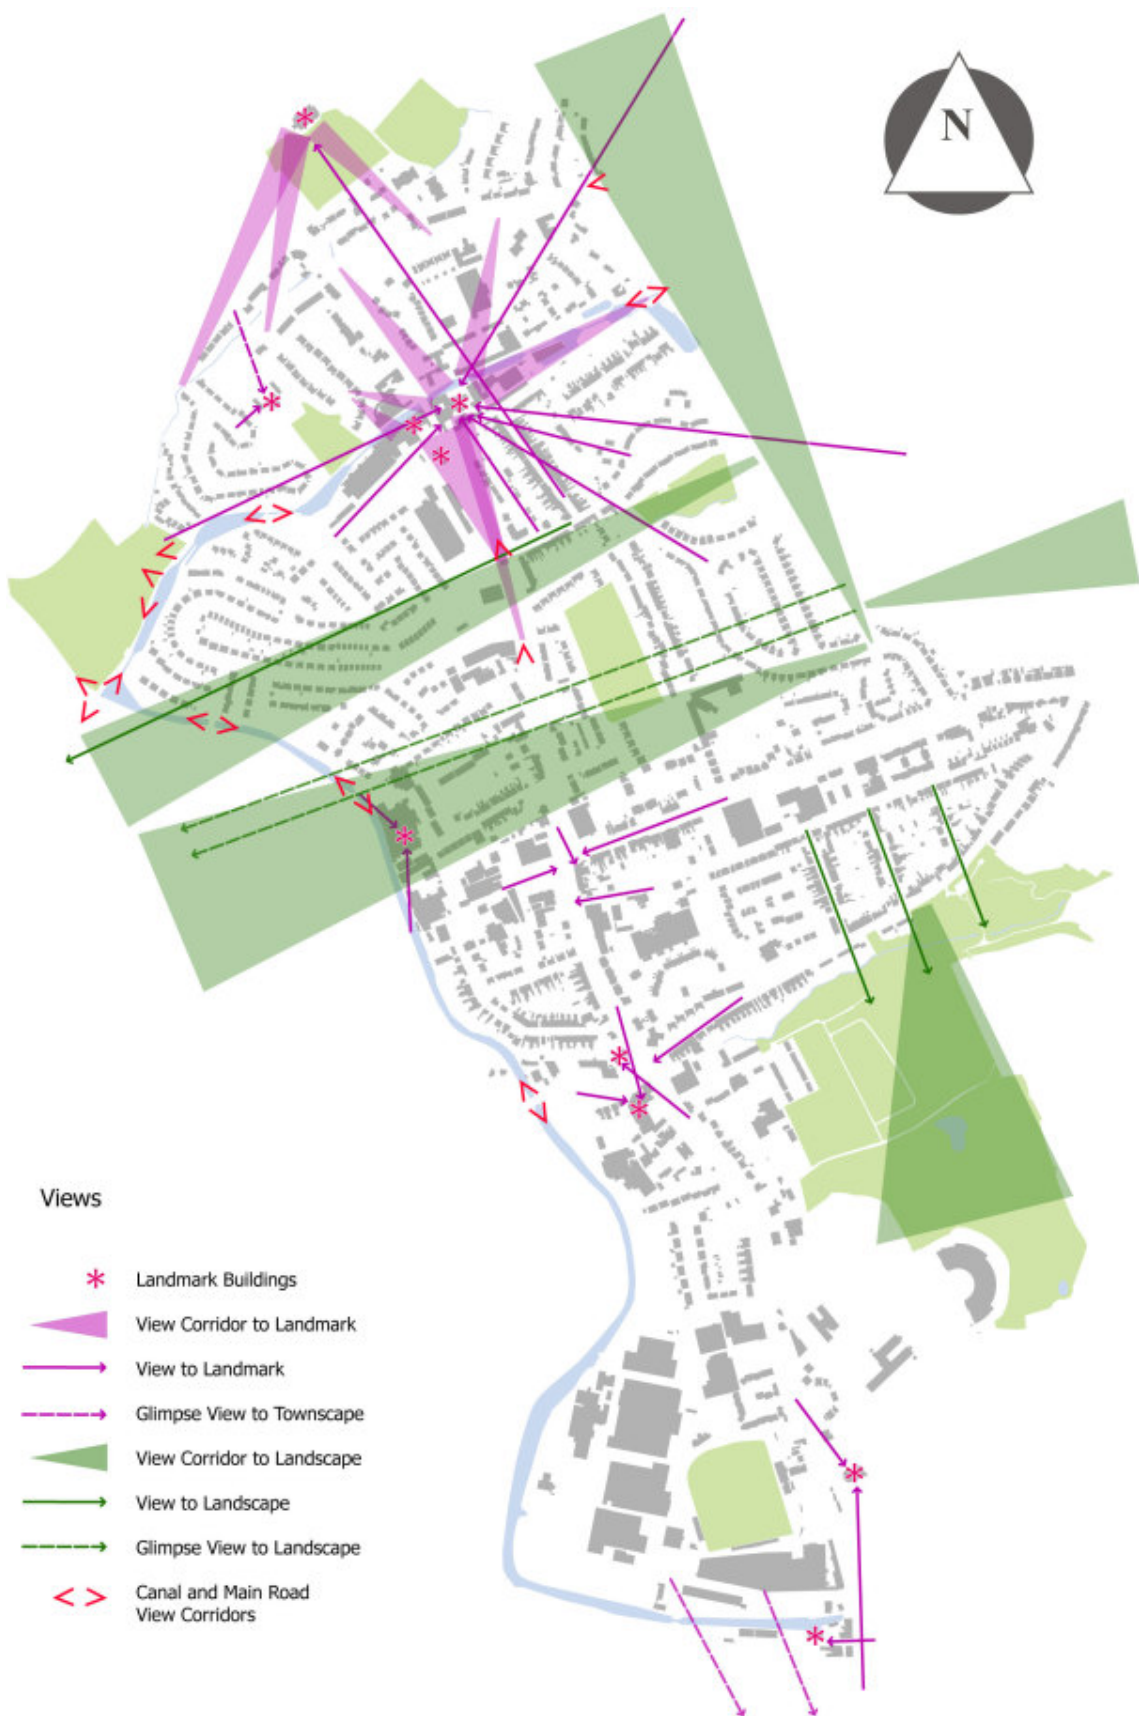 N
Views
Landmark Buildings
View Corridor to Landmark
View to Landmark
Glimpse View to Townscape
View Corridor to Landscape
View to Landscape
Glimpse View to Landscape
Canal and Main Road
View Corridors